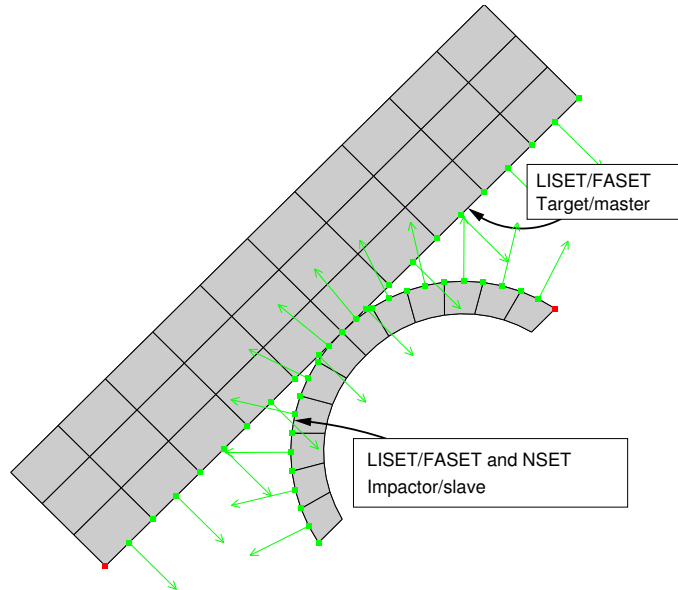 LISET/FASET
Target/master
LISET/FASET and NSET
Impactor/slave